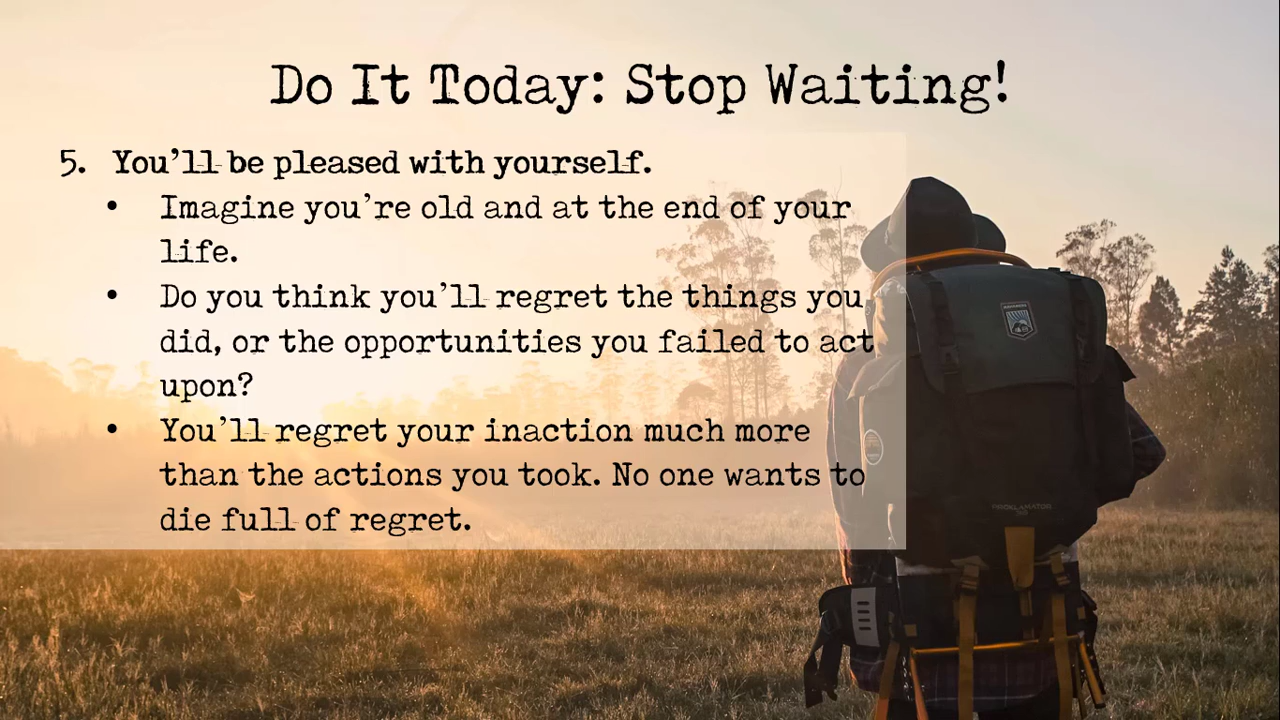 Do It Today: Stop Waiting!
5. You'll be pleased with yourself.
• Imagine you're old and at the end of your
life.
• Do you think you'll regret the things you
did, or the opportunities you failed to act
upon?
• You'll regret your inaction much more
than the actions you took. No one wants to
die full of regret.